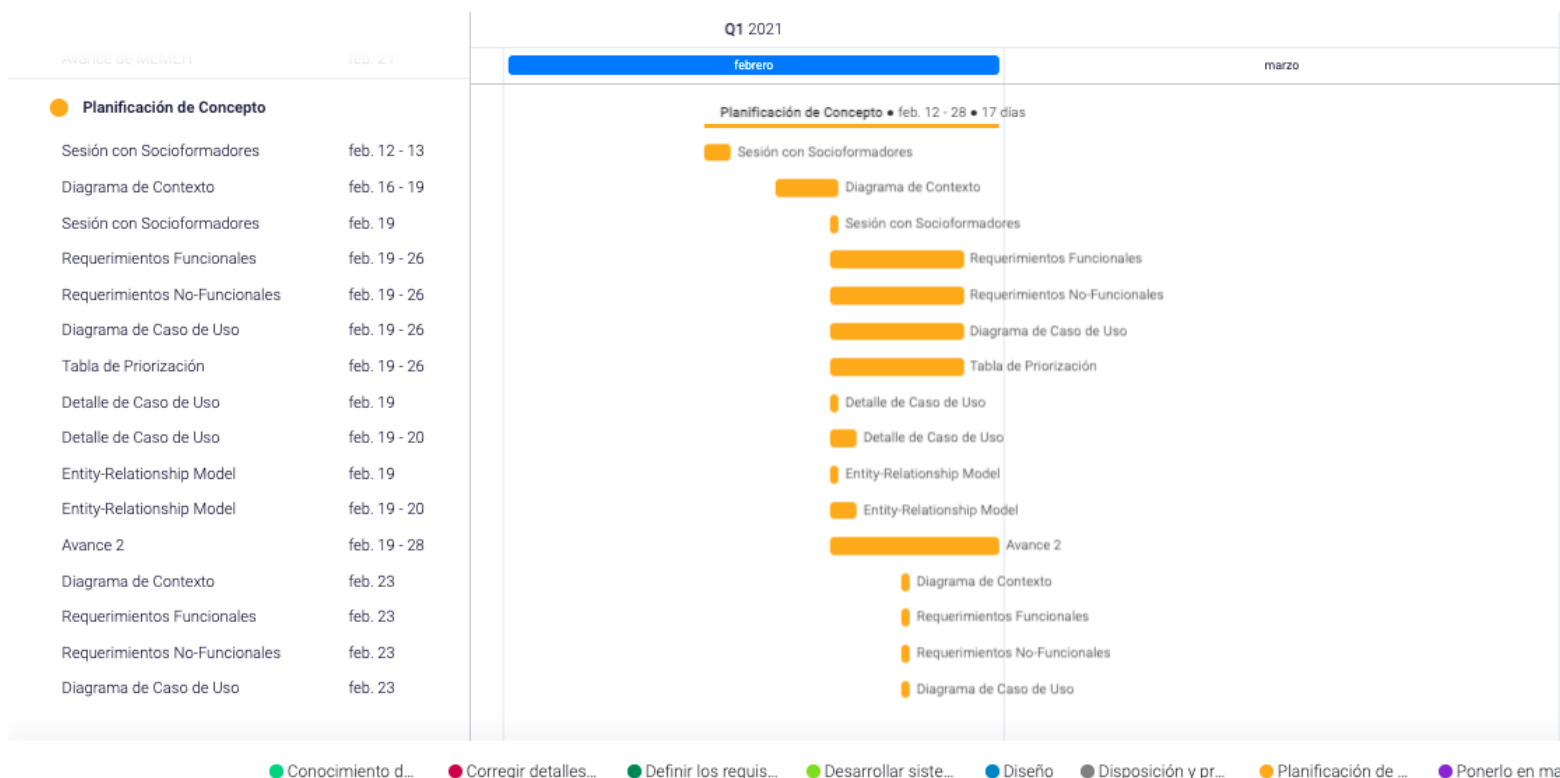 Q1 2021
Avance de MEMEH feb. 21
febrero marzo
Planificación de Concepto
Planificación de Concepto • feb. 12 - 28 • 17 días
Sesión con Socioformadores feb. 12 - 13 Sesión con Socioformadores
Diagrama de Contexto feb. 16 - 19 Diagrama de Contexto
Sesión con Socioformadores feb. 19 Sesión con Socioformadores
Requerimientos Funcionales feb. 19 - 26 Requerimientos Funcionales
Requerimientos No-Funcionales feb. 19 - 26 Requerimientos No-Funcionales
Diagrama de Caso de Uso feb. 19 - 26 Diagrama de Caso de Uso
Tabla de Priorización feb. 19 - 26 Tabla de Priorización
Detalle de Caso de Uso feb. 19 Detalle de Caso de Uso
Detalle de Caso de Uso feb. 19 - 20 Detalle de Caso de Uso
Entity-Relationship Model feb. 19 Entity-Relationship Model
Entity-Relationship Model feb. 19 - 20 Entity-Relationship Model
Avance 2 feb. 19 - 28 Avance 2
Diagrama de Contexto feb. 23 Diagrama de Contexto
Requerimientos Funcionales feb. 23 Requerimientos Funcionales
Requerimientos No-Funcionales feb. 23 Requerimientos No-Funcionales
Diagrama de Caso de Uso feb. 23 Diagrama de Caso de Uso
Conocimiento d... Corregir detalles... Definir los requis... Desarrollar siste... Diseño Disposición y pr... Planificación de ... Ponerlo en ma